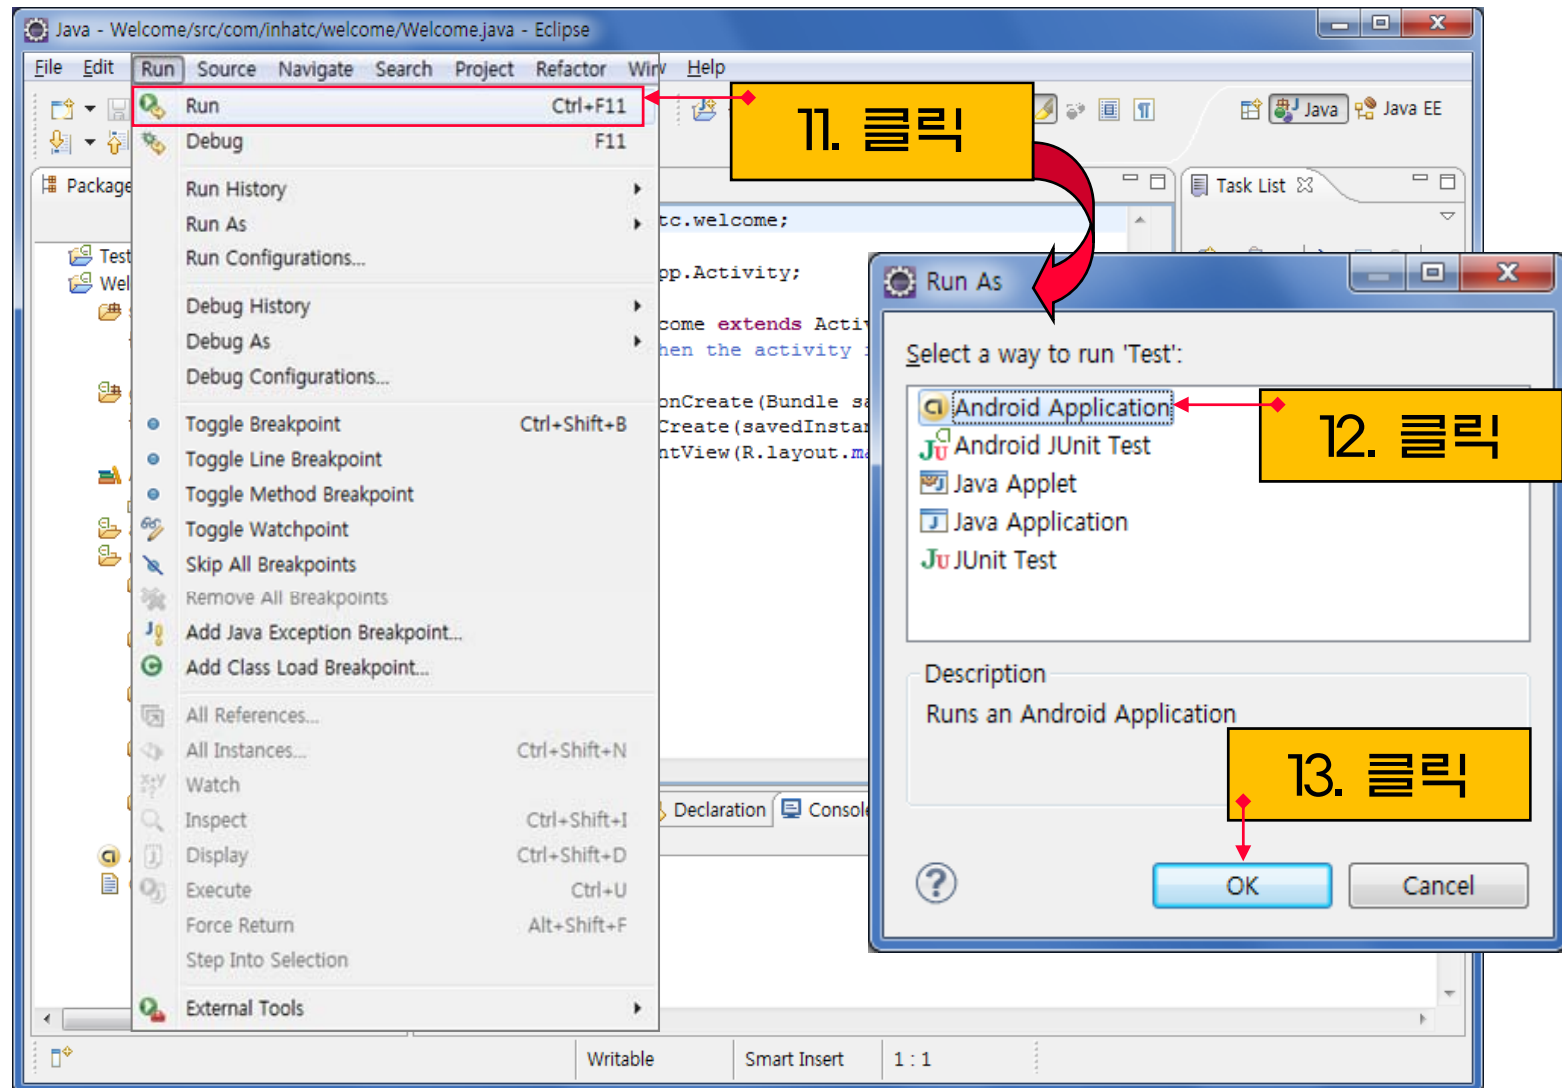 Java - Welcome/src/com/inhatc/welcome/Welcome.java - Eclipse
File Edit Run Source Navigate Search Project Refactor Help
Run Ctrl+F11
Debug F11
Run History
Run As
Run Configurations...
Debug History
Debug As
Debug Configurations...
Toggle Breakpoint Ctrl+Shift+B
Toggle Line Breakpoint
Toggle Method Breakpoint
Toggle Watchpoint
Skip All Breakpoints
Remove All Breakpoints
Add Java Exception Breakpoint...
Add Class Load Breakpoint...
All References...
All Instances... Ctrl+Shift+N
Watch
Inspect Ctrl+Shift+I
Display Ctrl+Shift+D
Execute Ctrl+U
Force Return Alt+Shift+F
Step Into Selection
External Tools
11. 클릭
Java Java EE
Package
Task List
Test
Wel
tc.welcome;
pp.Activity;
come extends Activ
hen the activity
onCreate(Bundle sa
Create(savedInstan
ntView(R.layout.ma
Declaration Console
Run As
Select a way to run 'Test':
Android Application
Android JUnit Test
Java Applet
Java Application
JUnit Test
12. 클릭
Description
Runs an Android Application
13. 클릭
OK Cancel
Writable Smart Insert 1 : 1